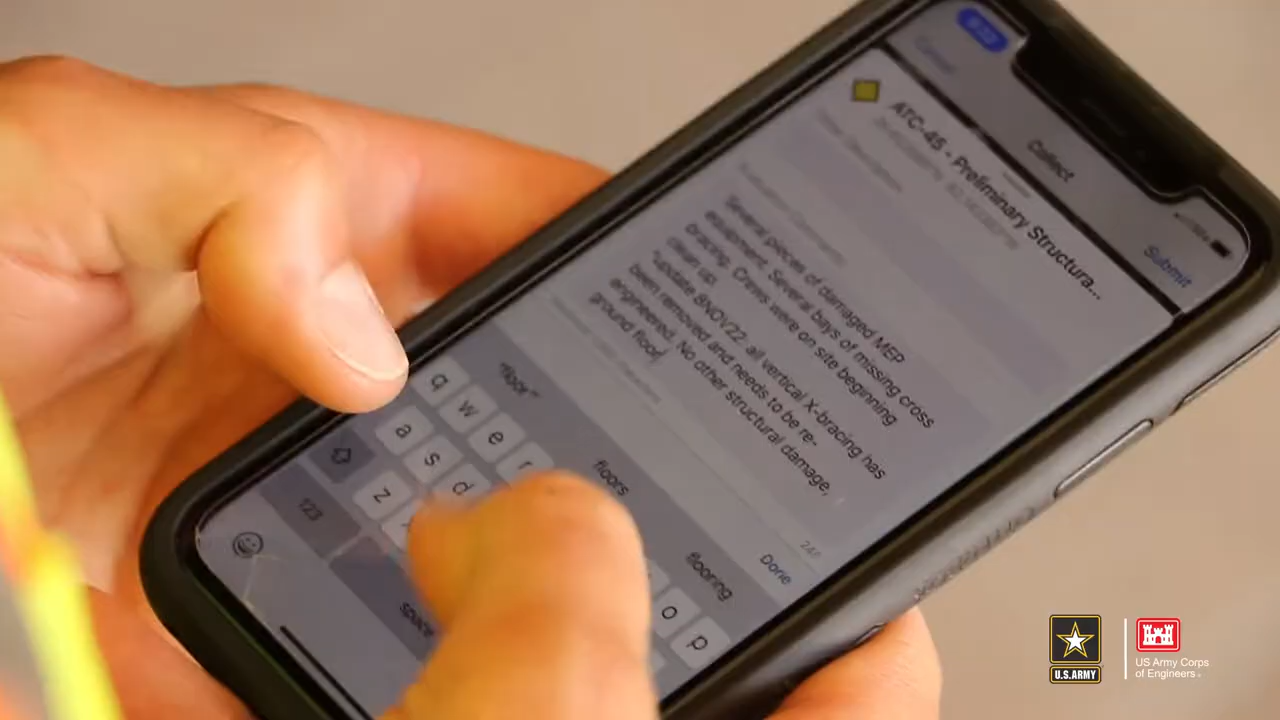 Collect
Submit
ATC-45 - Preliminary Structura...
Several pieces of damaged MEP
equipment. Several bays of missing cross
bracing. Crews were on site beginning
clean up.
*update 8NOV22: all vertical X-bracing has
been removed and needs to be re-
engineered. No other structural damage,
ground floor
Done
"floor"
floors
flooring
q w e
o p
a s d
z
123
space
U.S.ARMY
US Army Corps
of Engineers